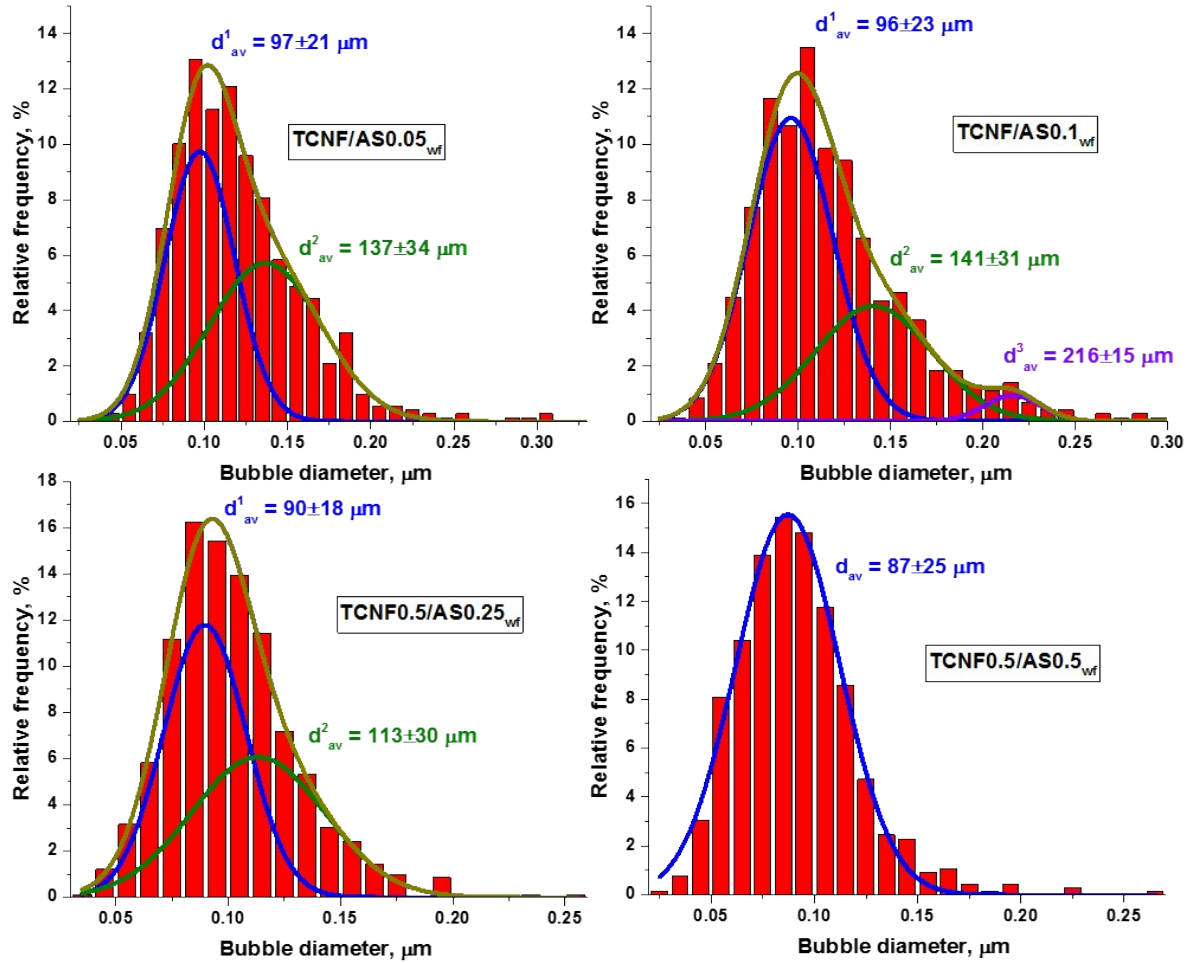 d¹av = 97±21 μm
TCNF/AS0.05wf
d²av = 137±34 μm
Relative frequency, %
14
12
10
8
6
4
2
0
0.05 0.10 0.15 0.20 0.25 0.30
Bubble diameter, μm
d¹av = 96±23 μm
TCNF/AS0.1wf
d²av = 141±31 μm
d³av = 216±15 μm
Relative frequency, %
14
12
10
8
6
4
2
0
0.05 0.10 0.15 0.20 0.25 0.30
Bubble diameter, μm
d¹av = 90±18 μm
TCNF0.5/AS0.25wf
d²av = 113±30 μm
Relative frequency, %
18
16
14
12
10
8
6
4
2
0
0.05 0.10 0.15 0.20 0.25
Bubble diameter, μm
dav = 87±25 μm
TCNF0.5/AS0.5wf
Relative frequency, %
16
14
12
10
8
6
4
2
0
0.05 0.10 0.15 0.20 0.25
Bubble diameter, μm